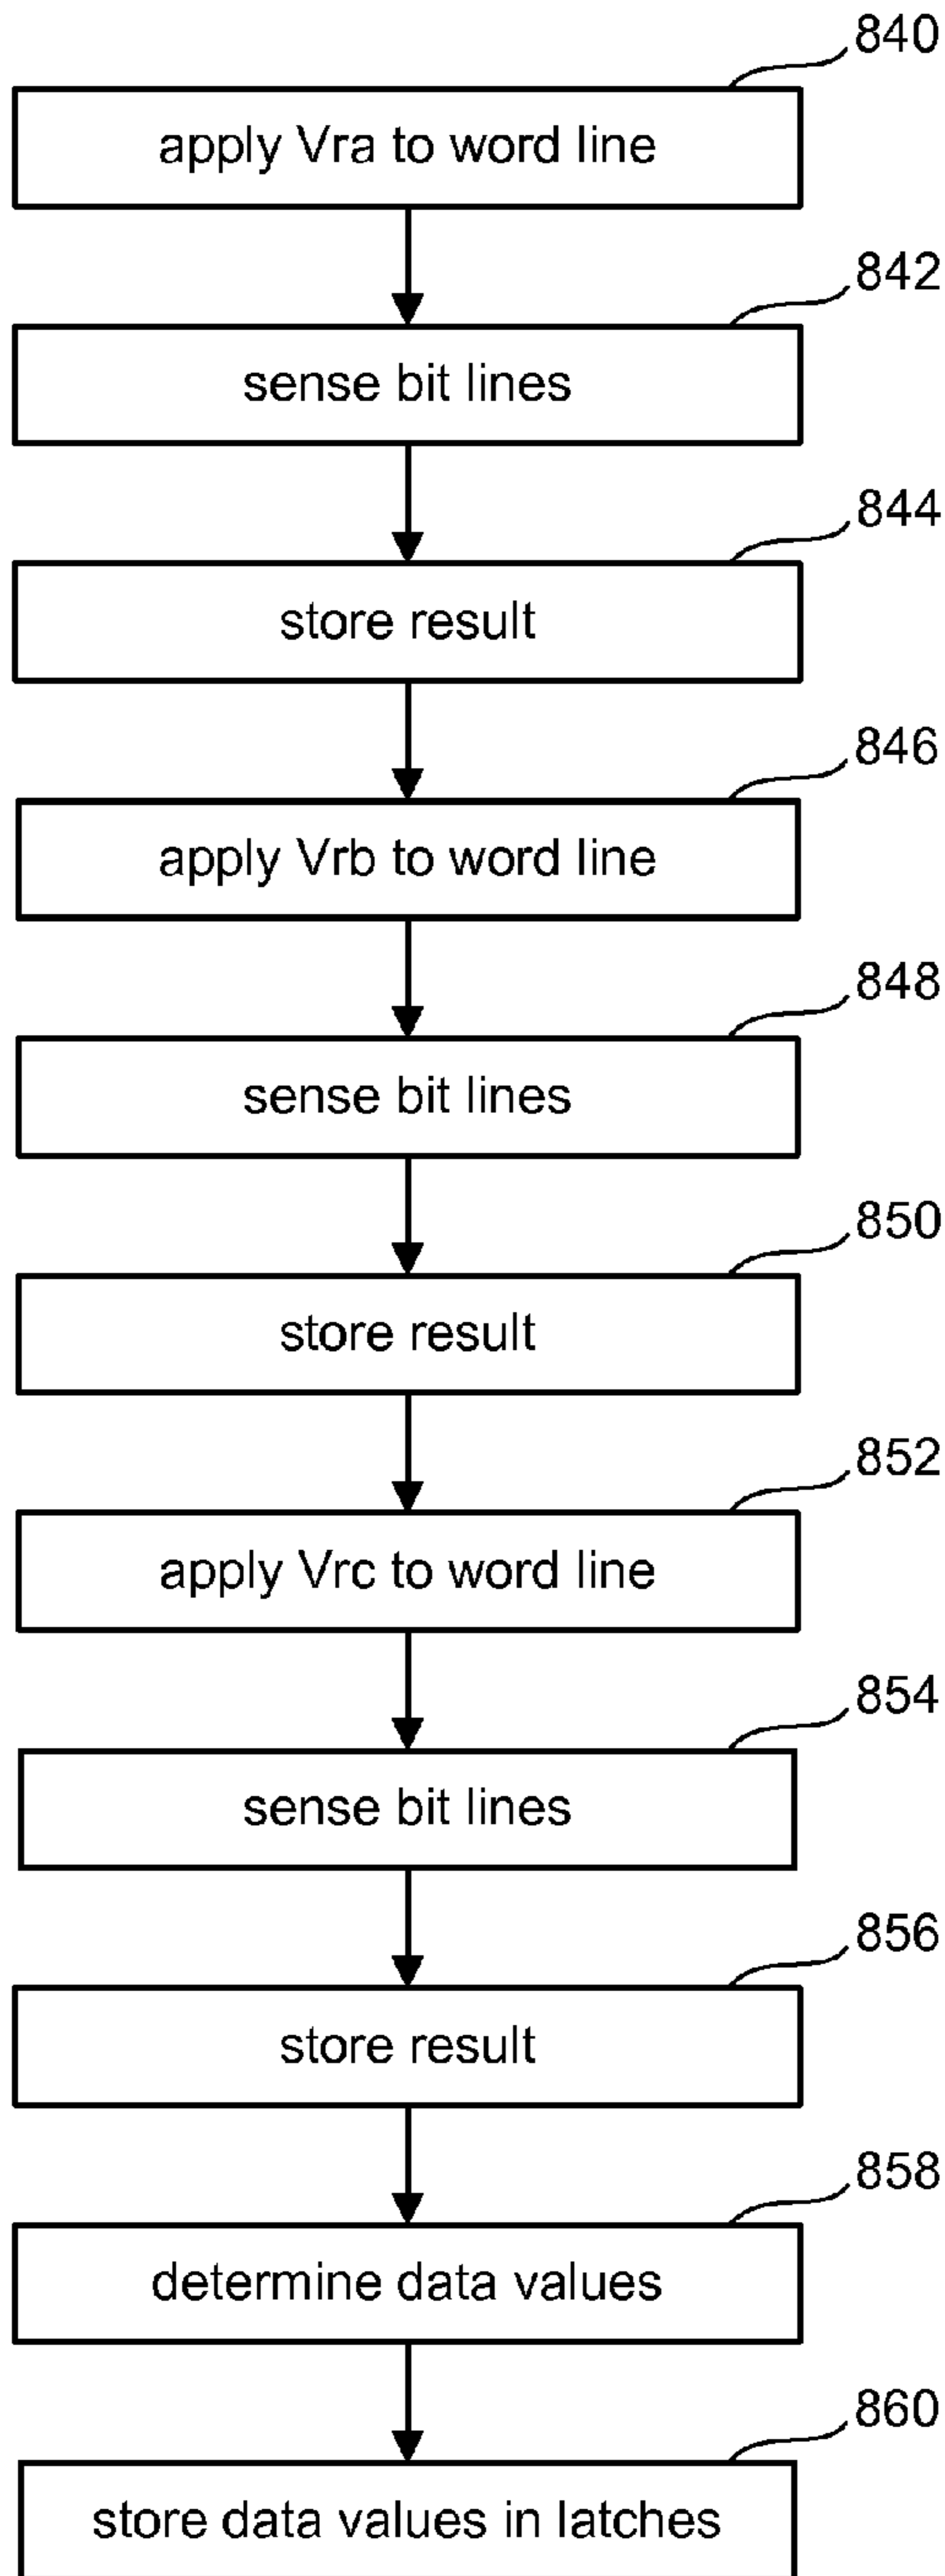 840
apply Vra to word line
842
sense bit lines
844
store result
846
apply Vrb to word line
848
sense bit lines
850
store result
852
apply Vrc to word line
854
sense bit lines
856
store result
858
determine data values
860
store data values in latches